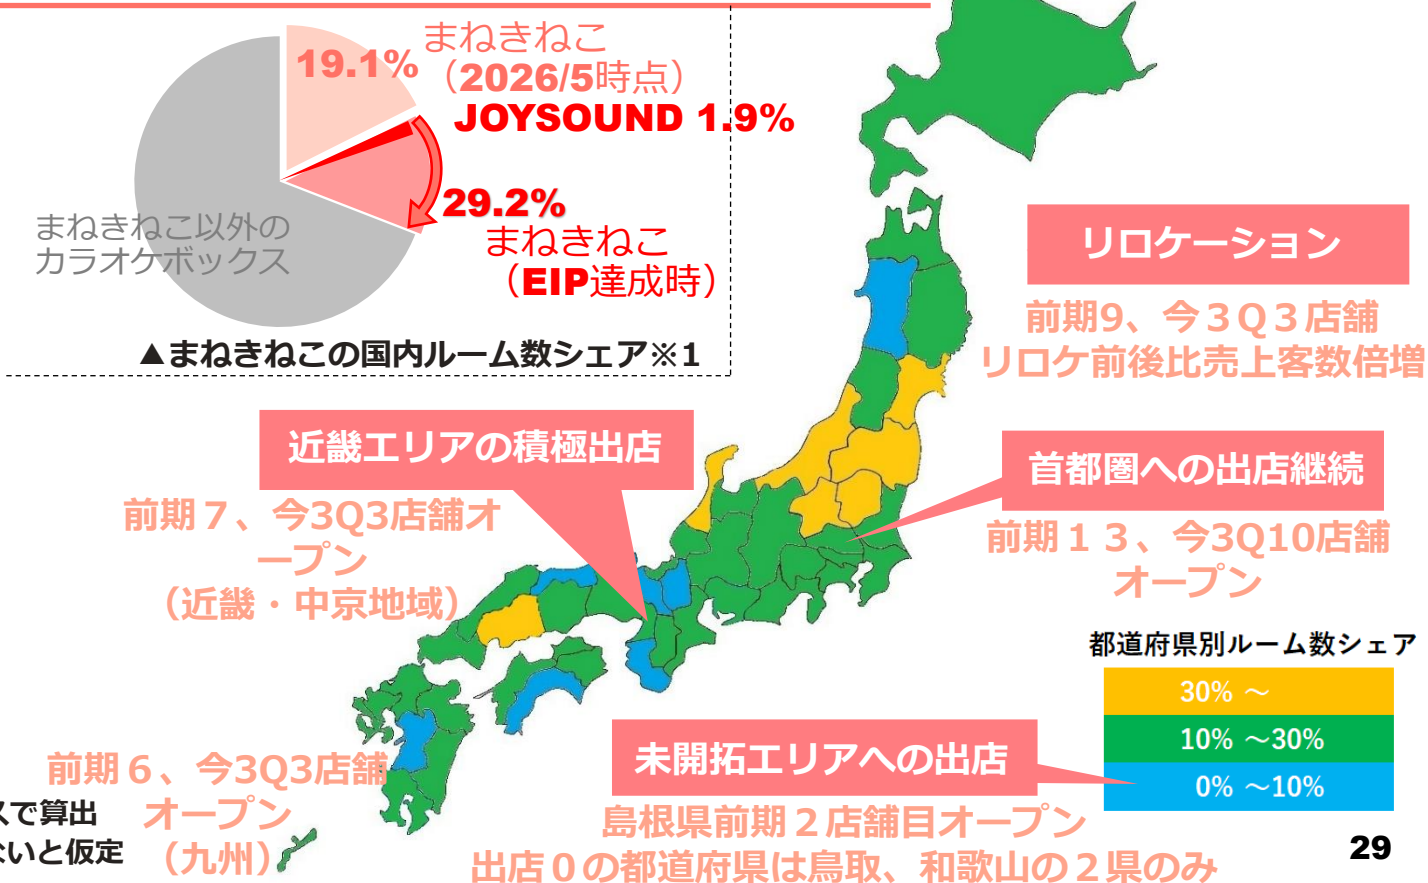 19.1%
まねきねこ
（2026/5時点）
JOYSOUND 1.9%
29.2%
まねきねこ
（EIP達成時）
まねきねこ以外の
カラオケボックス
▲まねきねこの国内ルーム数シェア※1
リロケーション
前期9、今３Q３店舗
リロケ前後比売上客数倍増
近畿エリアの積極出店
前期７、今3Q3店舗オ
ープン
（近畿・中京地域）
首都圏への出店継続
前期１３、今3Q10店舗
オープン
都道府県別ルーム数シェア
30% ～
10% ～30%
0% ～10%
未開拓エリアへの出店
島根県前期２店舗目オープン
出店０の都道府県は鳥取、和歌山の２県のみ
前期６、今3Q3店舗
オープン
（九州）
スで算出
ないと仮定
29